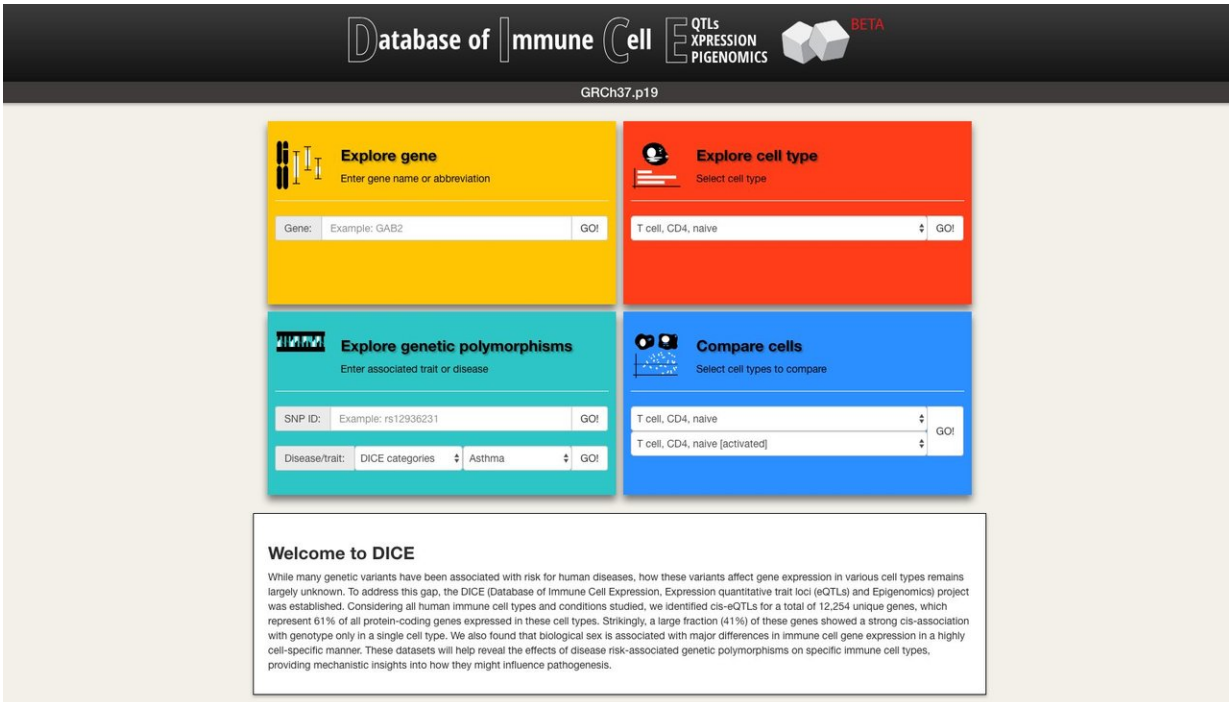 Database of Immune Cell EQTLs
EXPRESSION
EPIGENOMICS
BETA
GRCh37.p19
Explore gene
Enter gene name or abbreviation
Gene: Example: GAB2 GO!
Explore cell type
Select cell type
T cell, CD4, naive GO!
Explore genetic polymorphisms
Enter associated trait or disease
SNP ID: Example: rs12936231 GO!
Disease/trait: DICE categories Asthma GO!
Compare cells
Select cell types to compare
T cell, CD4, naive
GO!
T cell, CD4, naive [activated]
Welcome to DICE
While many genetic variants have been associated with risk for human diseases, how these variants affect gene expression in various cell types remains
largely unknown. To address this gap, the DICE (Database of Immune Cell Expression, Expression quantitative trait loci (eQTLs) and Epigenomics) project
was established. Considering all human immune cell types and conditions studied, we identified cis-eQTLs for a total of 12,254 unique genes, which
represent 61% of all protein-coding genes expressed in these cell types. Strikingly, a large fraction (41%) of these genes showed a strong cis-association
with genotype only in a single cell type. We also found that biological sex is associated with major differences in immune cell gene expression in a highly
cell-specific manner. These datasets will help reveal the effects of disease risk-associated genetic polymorphisms on specific immune cell types,
providing mechanistic insights into how they might influence pathogenesis.